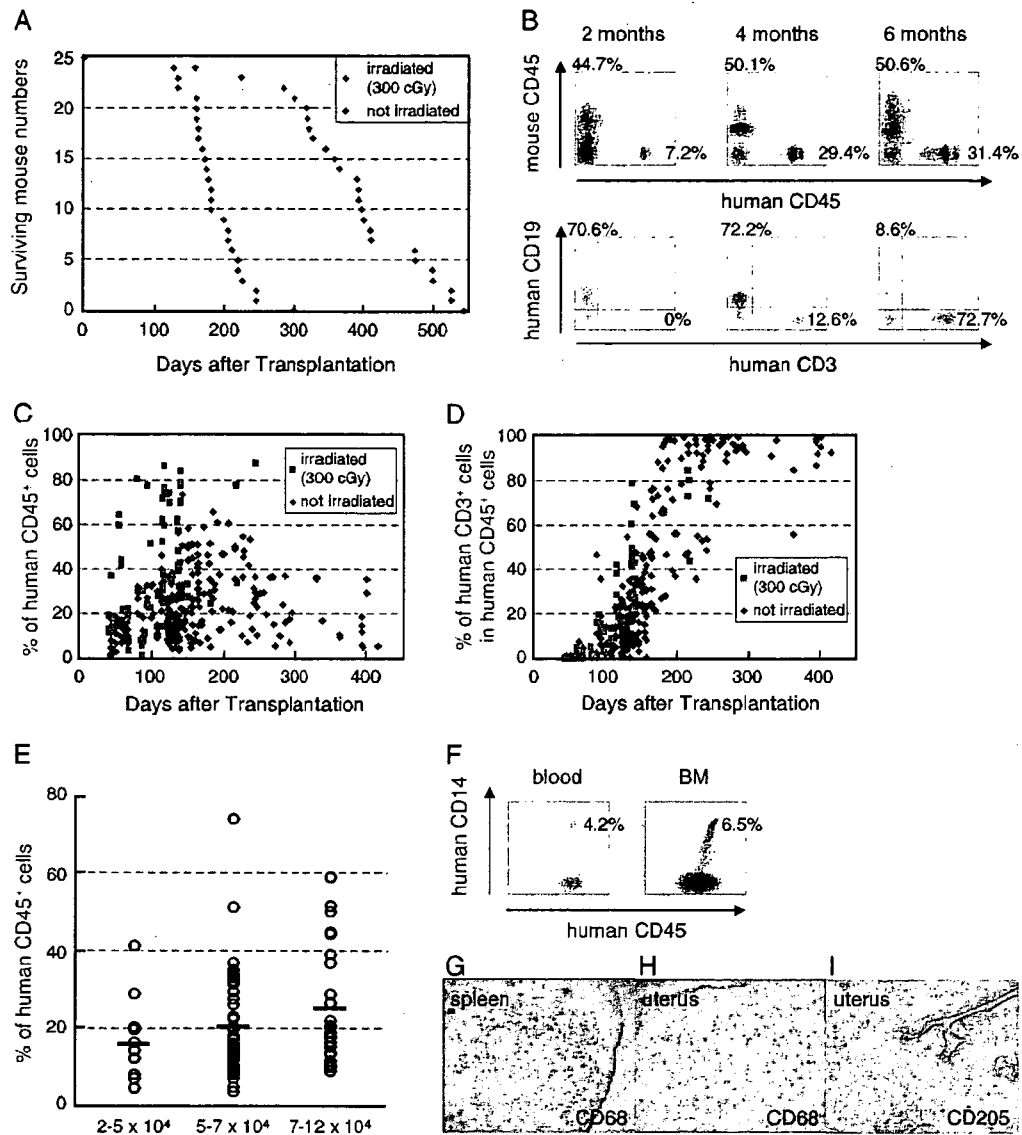 A
Surviving mouse numbers
25
20
15
10
5
0
0 100 200 300 400 500
Days after Transplantation
irradiated
(300 cGy)
not irradiated
B
2 months 4 months 6 months
44.7% 50.1% 50.6%
7.2% 29.4% 31.4%
mouse CD45
human CD45
70.6% 72.2% 8.6%
0% 12.6% 72.7%
human CD19
human CD3
C
% of human CD45⁺ cells
100
80
60
40
20
0
0 100 200 300 400
Days after Transplantation
irradiated
(300 cGy)
not irradiated
D
% of human CD3⁺ cells
in human CD45⁺ cells
100
80
60
40
20
0
0 100 200 300 400
Days after Transplantation
irradiated
(300 cGy)
not irradiated
E
% of human CD45⁺ cells
80
60
40
20
0
2-5 x 10⁴ 5-7 x 10⁴ 7-12 x 10⁴
F
blood BM
4.2% 6.5%
human CD14
human CD45
G H I
spleen uterus uterus
CD68 CD68 CD205